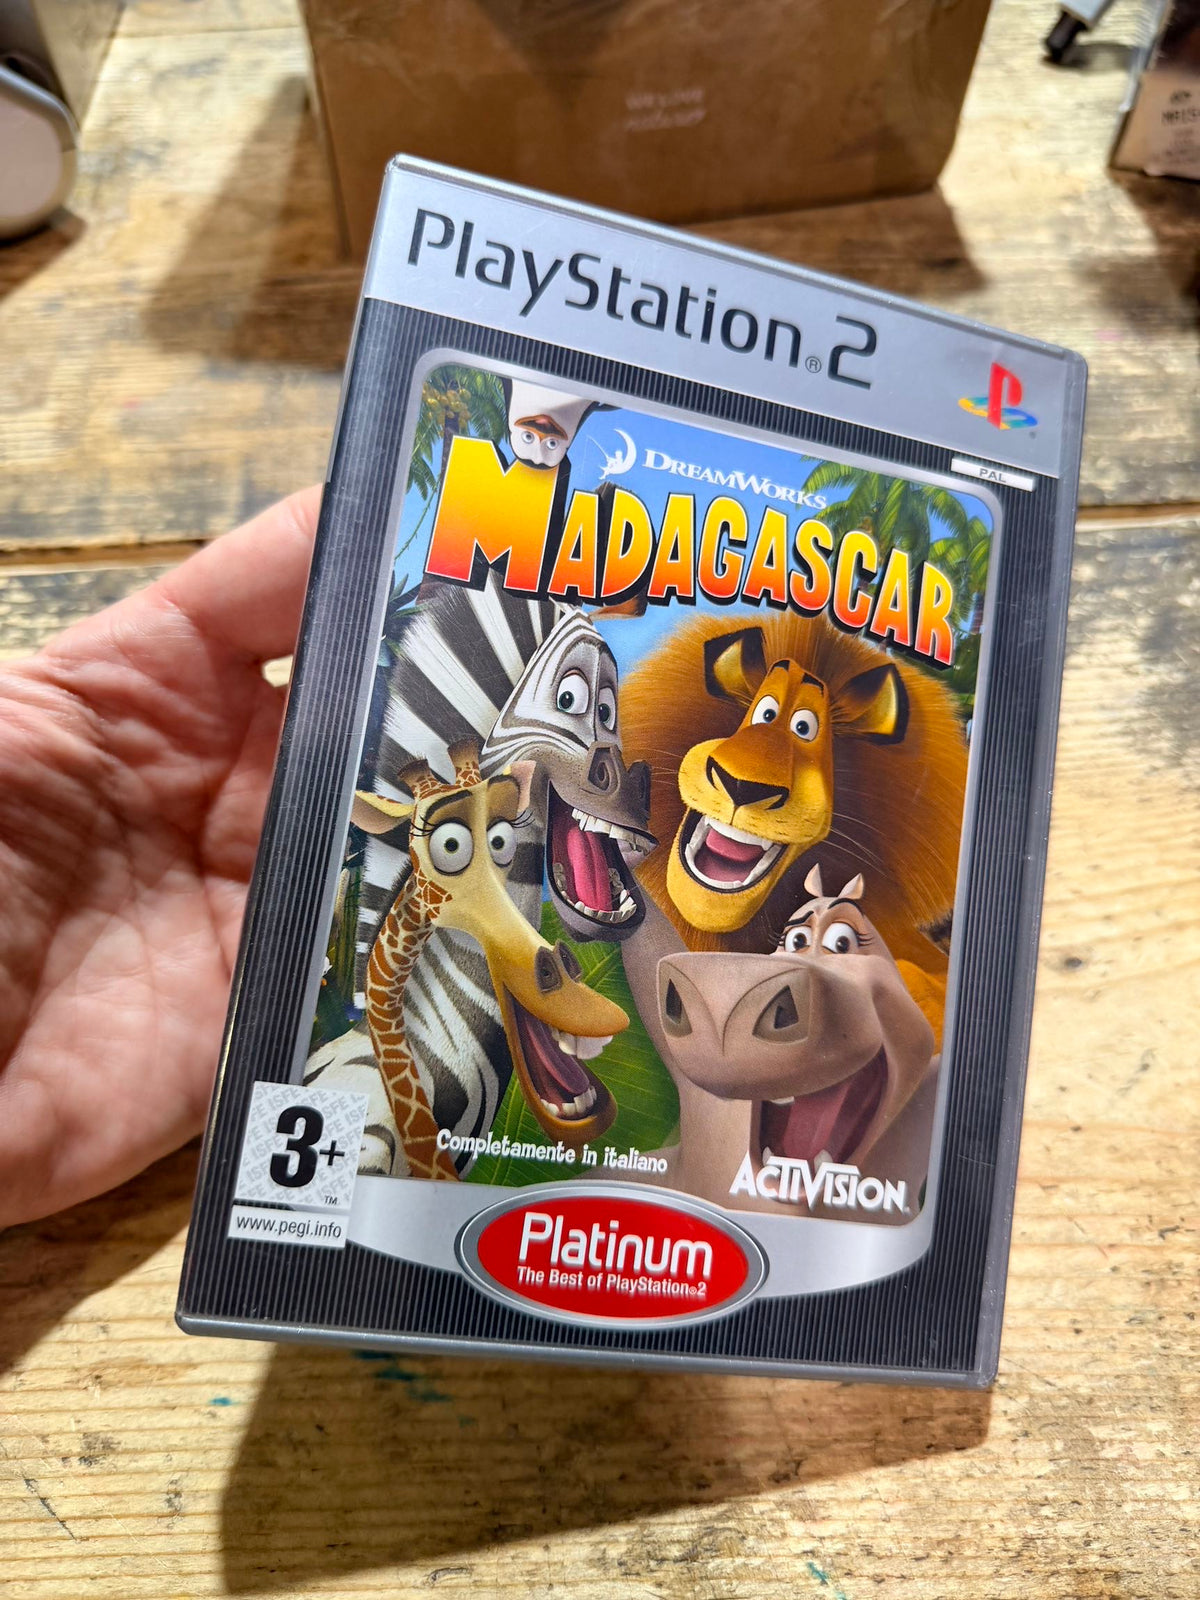 PlayStation®2
PAL
DREAMWORKS
MADAGASCAR
Completamente in italiano
ACTIVISION
3+
TM
www.pegi.info
Platinum
The Best of PlayStation®2